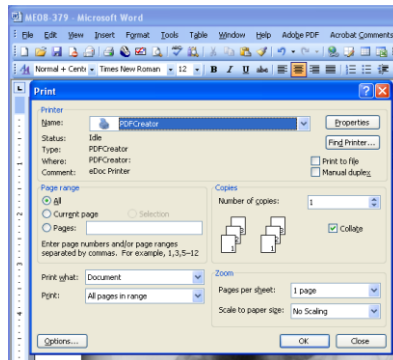 ME08-379 - Microsoft Word
File Edit View Insert Format Tools Table Window Help Adobe PDF Acrobat Comments
Normal + Cent Times New Roman 12 B I U abc
Print
Printer
Name: PDFCreator Properties
Status: Idle Find Printer...
Type: PDFCreator
Where: PDFCreator: Print to file
Comment: eDoc Printer Manual duplex
Page range Copies
All Number of copies: 1
Current page Selection
Pages: Collate
Enter page numbers and/or page ranges
separated by commas. For example, 1,3,5–12
Print what: Document Zoom
Pages per sheet: 1 page
Print: All pages in range
Scale to paper size: No Scaling
Options... OK Close